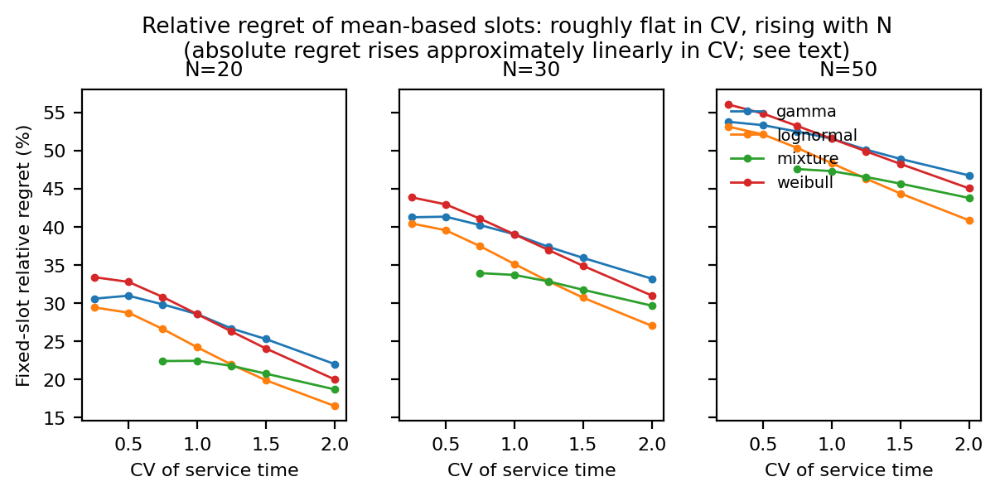 Relative regret of mean-based slots: roughly flat in CV, rising with N
(absolute regret rises approximately linearly in CV; see text)
N=20
N=30
N=50
Fixed-slot relative regret (%)
55
50
45
40
35
30
25
20
15
gamma
lognormal
mixture
weibull
0.5 1.0 1.5 2.0
0.5 1.0 1.5 2.0
0.5 1.0 1.5 2.0
CV of service time
CV of service time
CV of service time